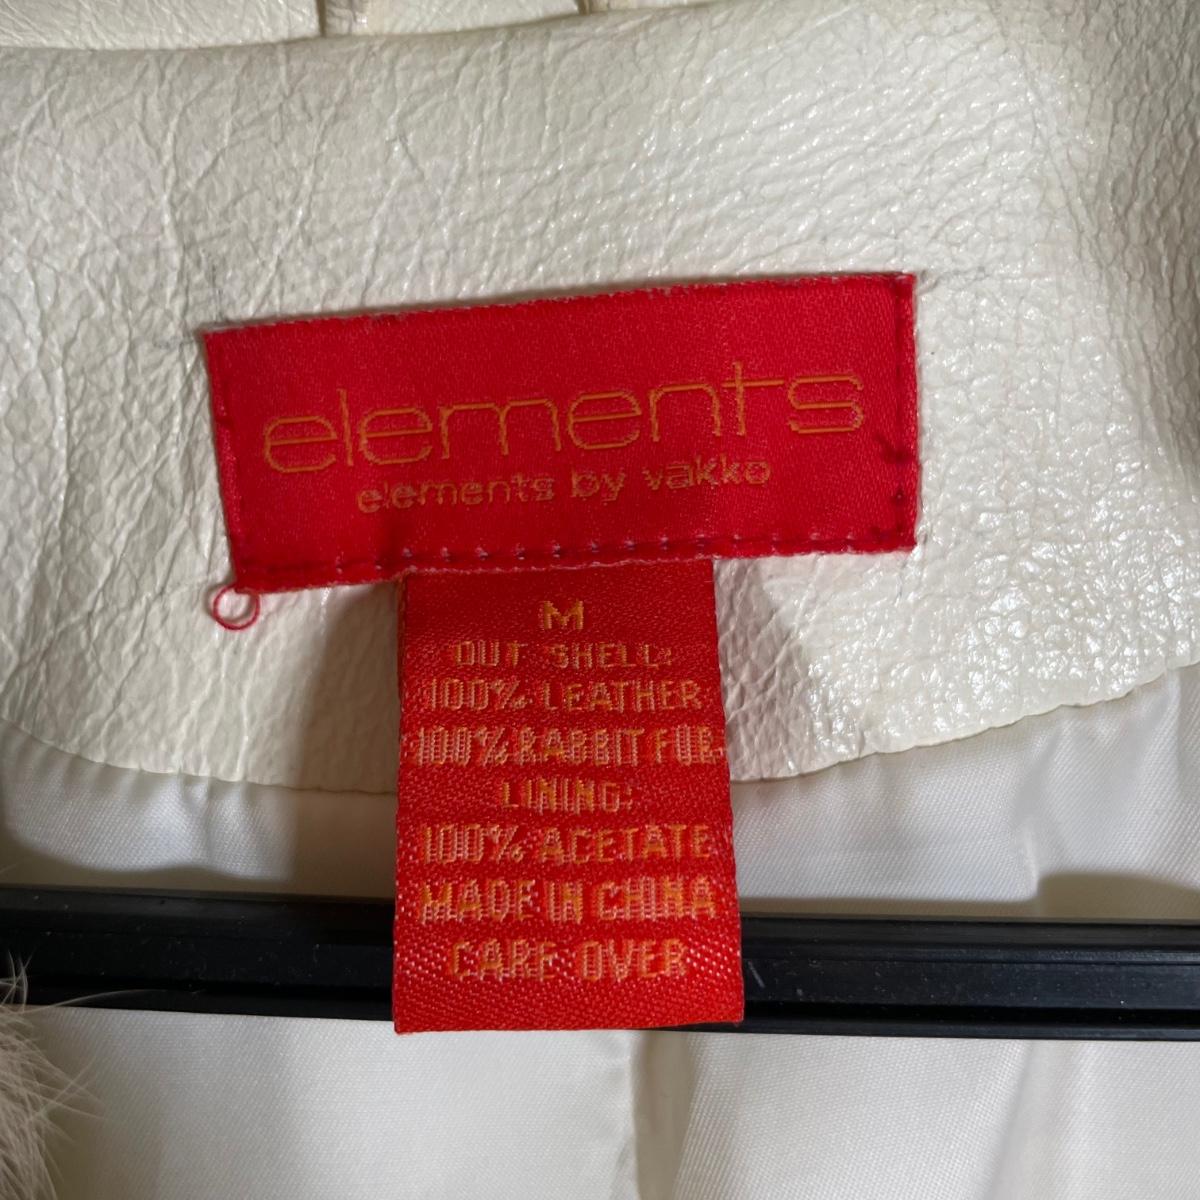 elements
elements by vakko
M
OUT SHELL:
100% LEATHER
100% RABBIT FUR
LINING:
100% ACETATE
MADE IN CHINA
CARE OVER